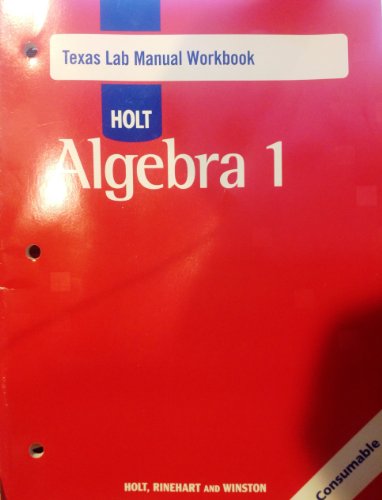 Texas Lab Manual Workbook
HOLT
Algebra 1
HOLT, RINEHART AND WINSTON
Consumable